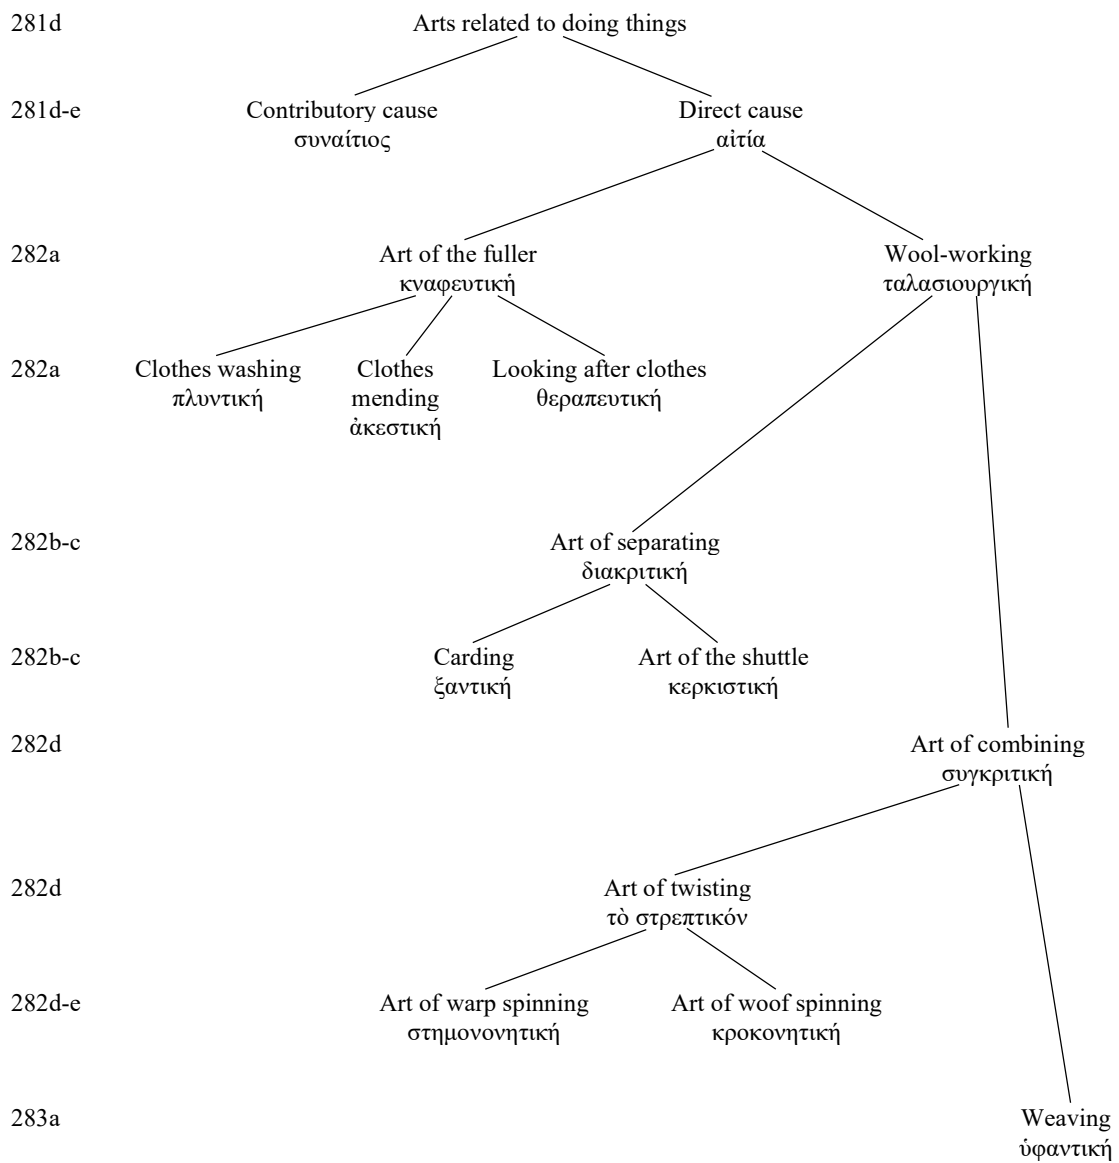 281d Arts related to doing things
281d-e Contributory cause Direct cause
συναίτιος αἰτία
282a Art of the fuller Wool-working
κναφευτική ταλασιουργική
282a Clothes washing Clothes Looking after clothes
πλυντική mending θεραπευτική
ἀκεστική
282b-c Art of separating
διακριτική
282b-c Carding Art of the shuttle
ξαντική κερκιστική
282d Art of combining
συγκριτική
282d Art of twisting
τὸ στρεπτικόν
282d-e Art of warp spinning Art of woof spinning
στημονονητική κροκονητική
283a Weaving
ὑφαντική